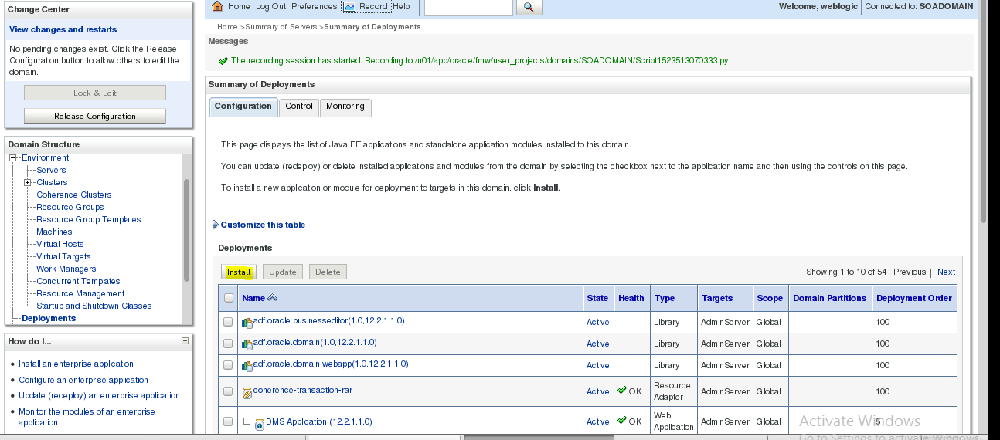 Change Center
View changes and restarts
No pending changes exist. Click the Release
Configuration button to allow others to edit the
domain.
Lock & Edit
Release Configuration
Domain Structure
Environment
Servers
Clusters
Coherence Clusters
Resource Groups
Resource Group Templates
Machines
Virtual Hosts
Virtual Targets
Work Managers
Concurrent Templates
Resource Management
Startup and Shutdown Classes
Deployments
How do I...
Install an enterprise application
Configure an enterprise application
Update (redeploy) an enterprise application
Monitor the modules of an enterprise
application
Home Log Out Preferences Record Help
Welcome, weblogic Connected to: SOADOMAIN
Home >Summary of Servers >Summary of Deployments
Messages
The recording session has started. Recording to /u01/app/oracle/fmw/user_projects/domains/SOADOMAIN/Script1523513070333.py.
Summary of Deployments
Configuration Control Monitoring
This page displays the list of Java EE applications and standalone application modules installed to this domain.
You can update (redeploy) or delete installed applications and modules from the domain by selecting the checkbox next to the application name and then using the controls on this page.
To install a new application or module for deployment to targets in this domain, click Install.
Customize this table
Deployments
Install Update Delete Showing 1 to 10 of 54 Previous | Next
Name State Health Type Targets Scope Domain Partitions Deployment Order
adf.oracle.businesseditor(1.0,12.2.1.1.0) Active Library AdminServer Global 100
adf.oracle.domain(1.0,12.2.1.1.0) Active Library AdminServer Global 100
adf.oracle.domain.webapp(1.0,12.2.1.1.0) Active Library AdminServer Global 100
coherence-transaction-rar Active OK Resource Adapter AdminServer Global 100
DMS Application (12.2.1.1.0) Active OK Web Application AdminServer Global 5
Activate Windows
Go to Settings to activate Windows